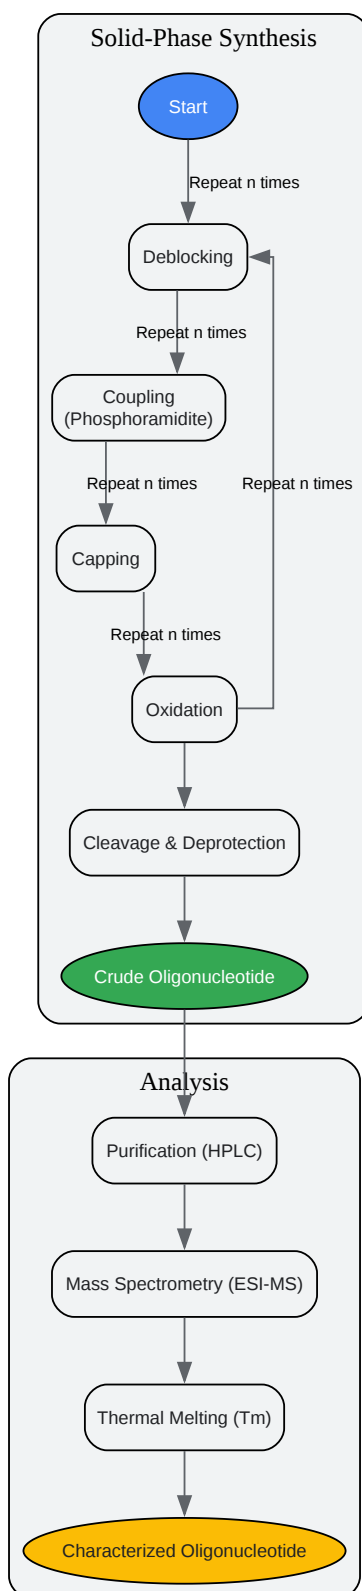 Solid-Phase Synthesis
Start
Repeat n times
Deblocking
Repeat n times
Coupling
(Phosphoramidite)
Repeat n times
Repeat n times
Capping
Repeat n times
Oxidation
Cleavage & Deprotection
Crude Oligonucleotide
Analysis
Purification (HPLC)
Mass Spectrometry (ESI-MS)
Thermal Melting (Tm)
Characterized Oligonucleotide